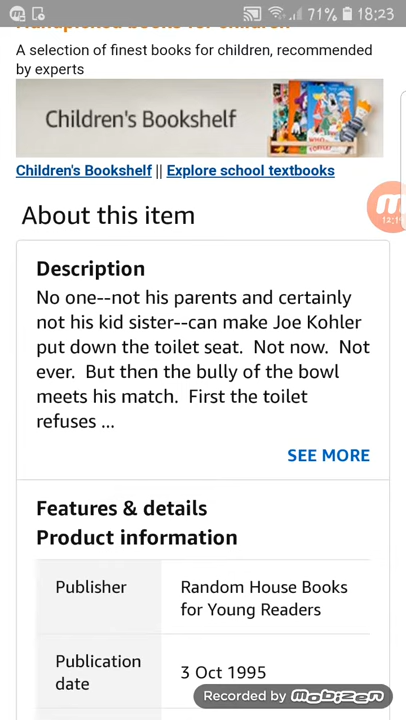 71% 18:23
Handpicked books for children
A selection of finest books for children, recommended
by experts
Children's Bookshelf
Children's Bookshelf || Explore school textbooks
About this item
Description
No one--not his parents and certainly
not his kid sister--can make Joe Kohler
put down the toilet seat.  Not now.  Not
ever.  But then the bully of the bowl
meets his match.  First the toilet
refuses ...
SEE MORE
Features & details
Product information
Publisher
Random House Books
for Young Readers
Publication
date
3 Oct 1995
Recorded by mobizen